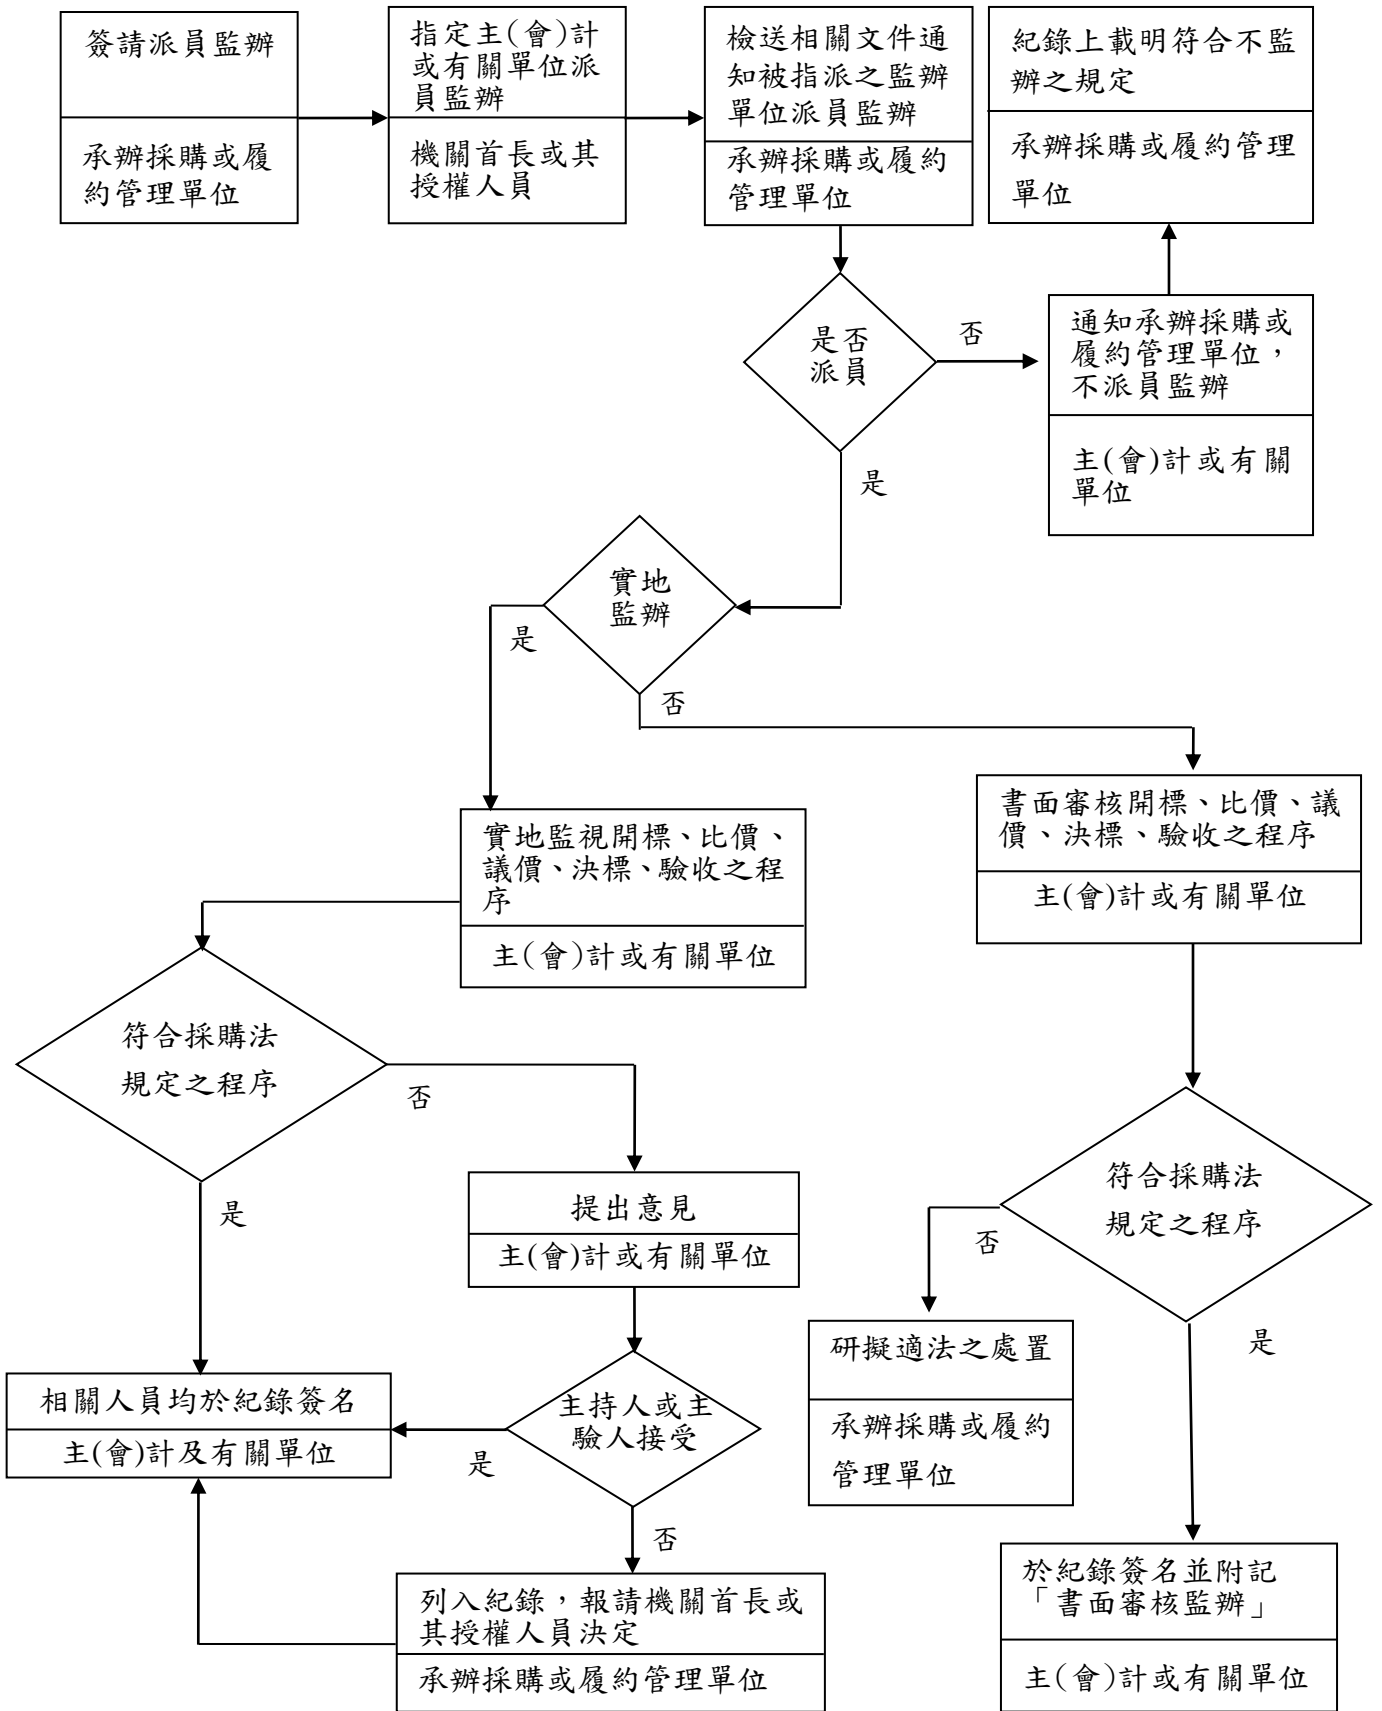 簽請派員監辦
承辦採購或履
約管理單位
指定主(會)計
或有關單位派
員監辦
機關首長或其
授權人員
檢送相關文件通
知被指派之監辦
單位派員監辦
承辦採購或履約
管理單位
紀錄上載明符合不監
辦之規定
承辦採購或履約管理
單位
是否
派員
否
通知承辦採購或
履約管理單位，
不派員監辦
主(會)計或有關
單位
是
實地
監辦
是
否
實地監視開標、比價、
議價、決標、驗收之程
序
主(會)計或有關單位
書面審核開標、比價、議
價、決標、驗收之程序
主(會)計或有關單位
符合採購法
規定之程序
否
是
提出意見
主(會)計或有關單位
符合採購法
規定之程序
否
是
研擬適法之處置
承辦採購或履約
管理單位
相關人員均於紀錄簽名
主(會)計及有關單位
主持人或主
驗人接受
是
否
列入紀錄，報請機關首長或
其授權人員決定
承辦採購或履約管理單位
於紀錄簽名並附記
「書面審核監辦」
主(會)計或有關單位